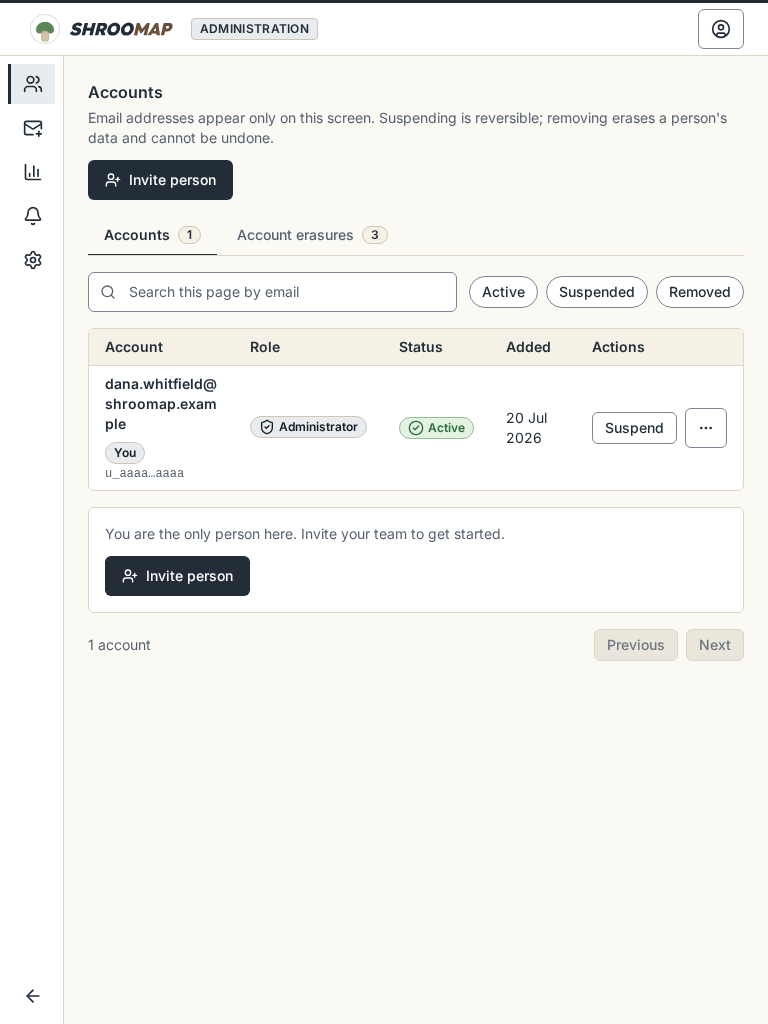 SHROOMAP ADMINISTRATION
Accounts
Email addresses appear only on this screen. Suspending is reversible; removing erases a person's
data and cannot be undone.
Invite person
Accounts 1 Account erasures 3
Search this page by email Active Suspended Removed
Account Role Status Added Actions
dana.whitfield@
shroomap.exam
ple
You
u_aaaa…aaaa
Administrator
Active
20 Jul
2026
Suspend
You are the only person here. Invite your team to get started.
Invite person
1 account Previous Next